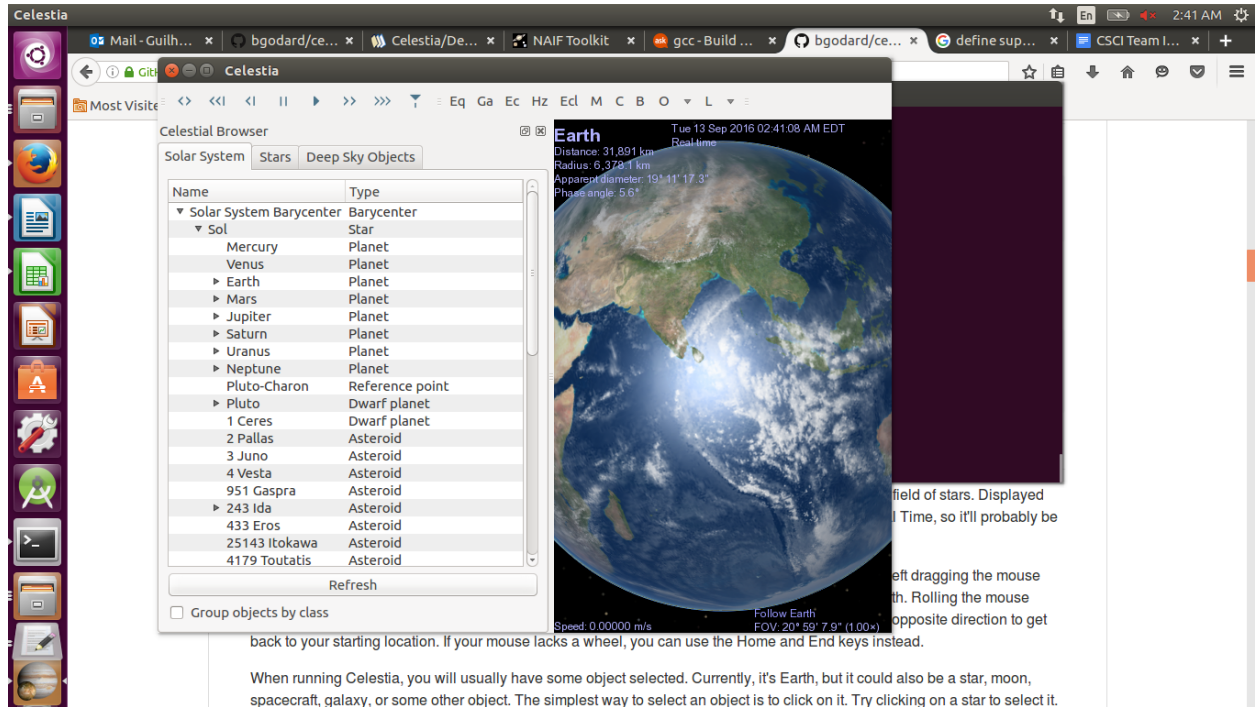 Celestia
En
2:41 AM
Mail - Guilh... × bgodard/ce... × Celestia/De... × NAIF Toolkit × ask gcc - Build ... × bgodard/ce... × G define sup... × CSCI Team I... × +
GitH
Celestia
Most Visite
<> <<| <| || >> >>> Eq Ga Ec Hz Ecl M C B O L
Celestial Browser
Solar System Stars Deep Sky Objects
Name Type
Solar System Barycenter Barycenter
Sol Star
Mercury Planet
Venus Planet
Earth Planet
Mars Planet
Jupiter Planet
Saturn Planet
Uranus Planet
Neptune Planet
Pluto-Charon Reference point
Pluto Dwarf planet
1 Ceres Dwarf planet
2 Pallas Asteroid
3 Juno Asteroid
4 Vesta Asteroid
951 Gaspra Asteroid
243 Ida Asteroid
433 Eros Asteroid
25143 Itokawa Asteroid
4179 Toutatis Asteroid
Refresh
Group objects by class
Earth
Distance: 31,891 km
Radius: 6,378.1 km
Apparent diameter: 19° 11' 17.3"
Phase angle: 5.6°
Tue 13 Sep 2016 02:41:08 AM EDT
Real time
Speed: 0.00000 m/s
Follow Earth
FOV: 20° 59' 7.9" (1.00×)
field of stars. Displayed
l Time, so it'll probably be
eft dragging the mouse
th. Rolling the mouse
opposite direction to get
back to your starting location. If your mouse lacks a wheel, you can use the Home and End keys instead.
When running Celestia, you will usually have some object selected. Currently, it's Earth, but it could also be a star, moon,
spacecraft, galaxy, or some other object. The simplest way to select an object is to click on it. Try clicking on a star to select it.